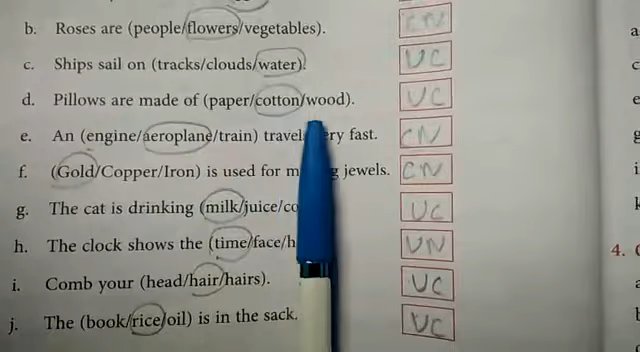 b. Roses are (people/flowers/vegetables). CN
c. Ships sail on (tracks/clouds/water). UC
d. Pillows are made of (paper/cotton/wood). UC
e. An (engine/aeroplane/train) travel ry fast. CN
f. (Gold/Copper/Iron) is used for m g jewels. CN
g. The cat is drinking (milk/juice/co UC
h. The clock shows the (time/face/h UN
i. Comb your (head/hair/hairs). UC
j. The (book/rice/oil) is in the sack. UC
a
c
e
g
i
k
4.